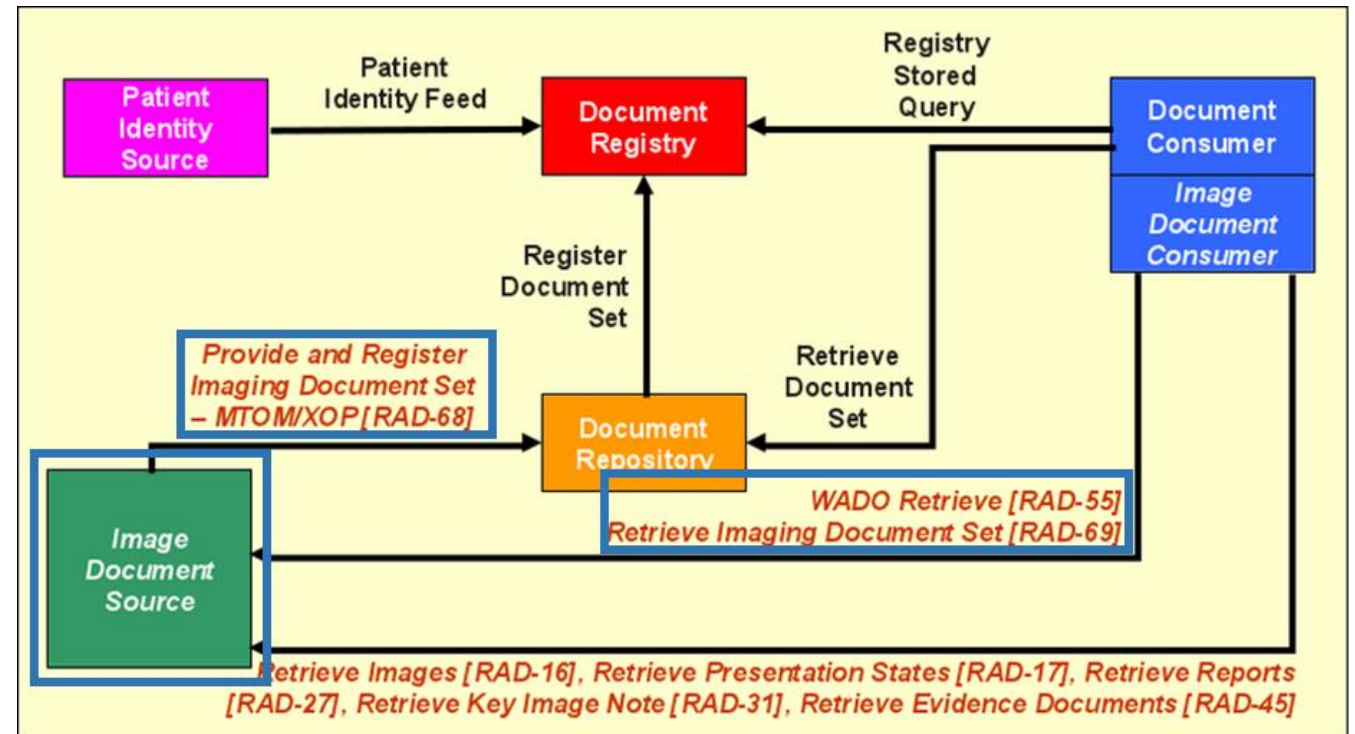 Patient
Identity
Source
Patient
Identity Feed
Document
Registry
Registry
Stored
Query
Document
Consumer
Image
Document
Consumer
Register
Document
Set
Provide and Register
Imaging Document Set
– MTOM/XOP [RAD-68]
Retrieve
Document
Set
Document
Repository
WADO Retrieve [RAD-55]
Retrieve Imaging Document Set [RAD-69]
Image
Document
Source
Retrieve Images [RAD-16], Retrieve Presentation States [RAD-17], Retrieve Reports
[RAD-27], Retrieve Key Image Note [RAD-31], Retrieve Evidence Documents [RAD-45]